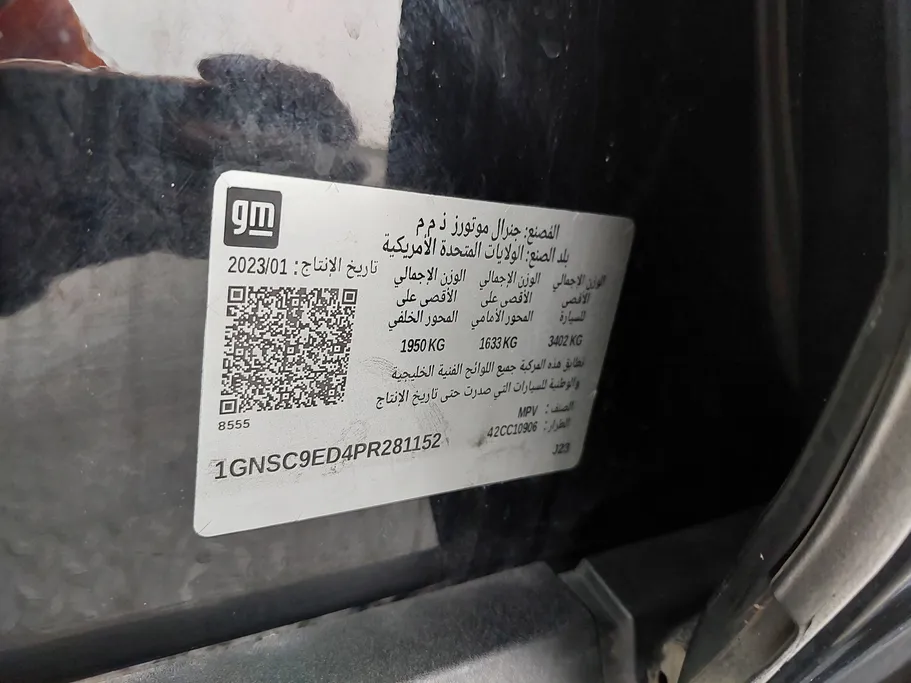 gm
المصنع: جنرال موتورز ذ م م
بلد الصنع: الولايات المتحدة الأمريكية
تاريخ الإنتاج: 2023/01
الوزن الإجمالي الوزن الإجمالي الوزن الإجمالي
الأقصى الأقصى على الأقصى على
للسيارة المحور الأمامي المحور الخلفي
3402 KG 1633 KG 1950 KG
تطابق هذه المركبة جميع اللوائح الفنية الخليجية
والوطنية للسيارات التي صدرت حتى تاريخ الإنتاج
الصنف: MPV
الطراز: 42CC10906
J23
8555
1GNSC9ED4PR281152